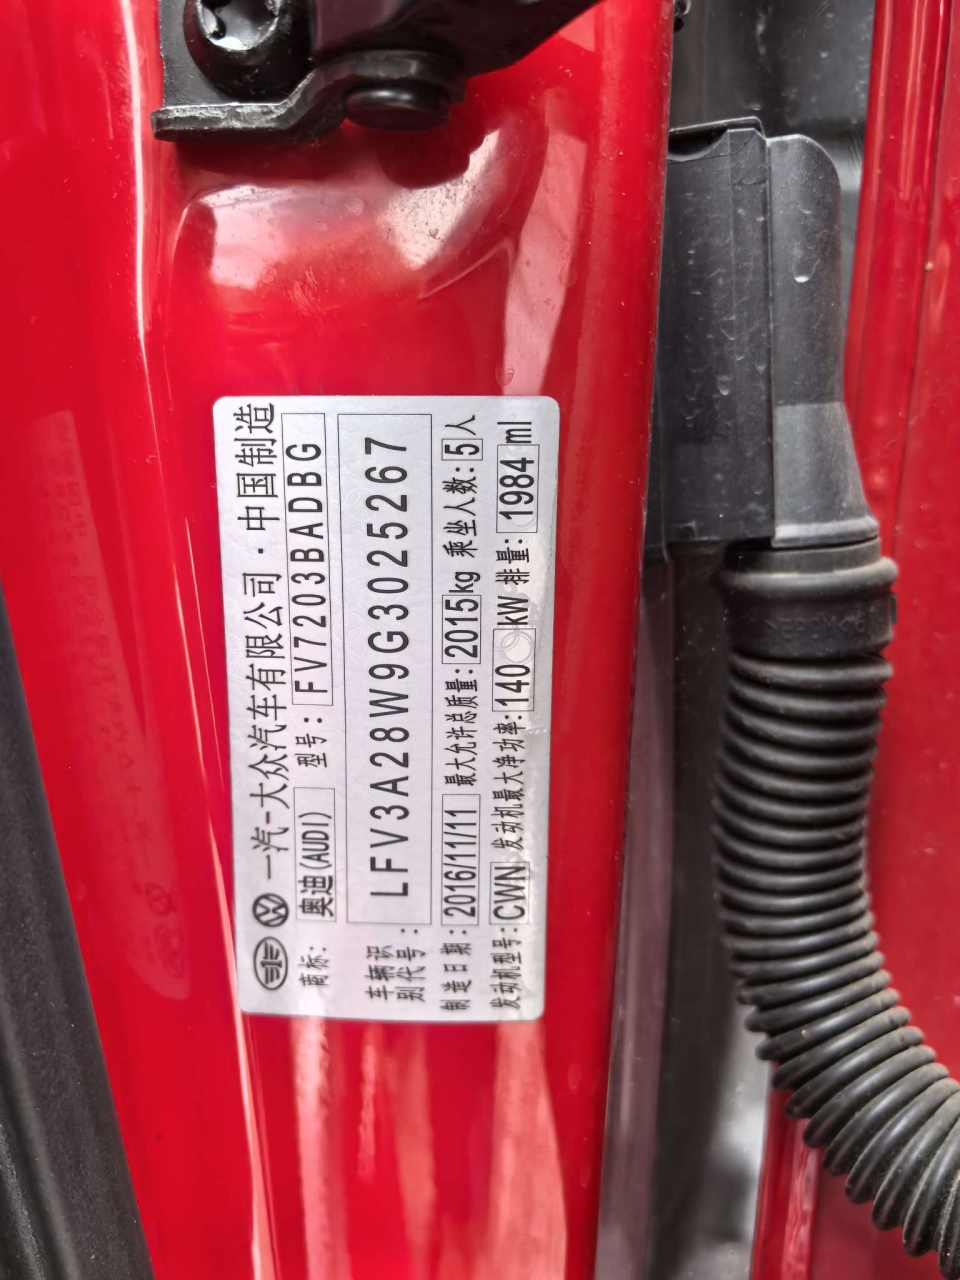 一汽-大众汽车有限公司·中国制造
商标: 奥迪(AUDI) 型号: FV7203BADBG
车辆识别代号: LFV3A28W9G3025267
制造日期: 2016/11/11 最大允许总质量: 2015kg 乘坐人数: 5人
发动机型号: CWN 发动机最大净功率: 140kW 排量: 1984ml